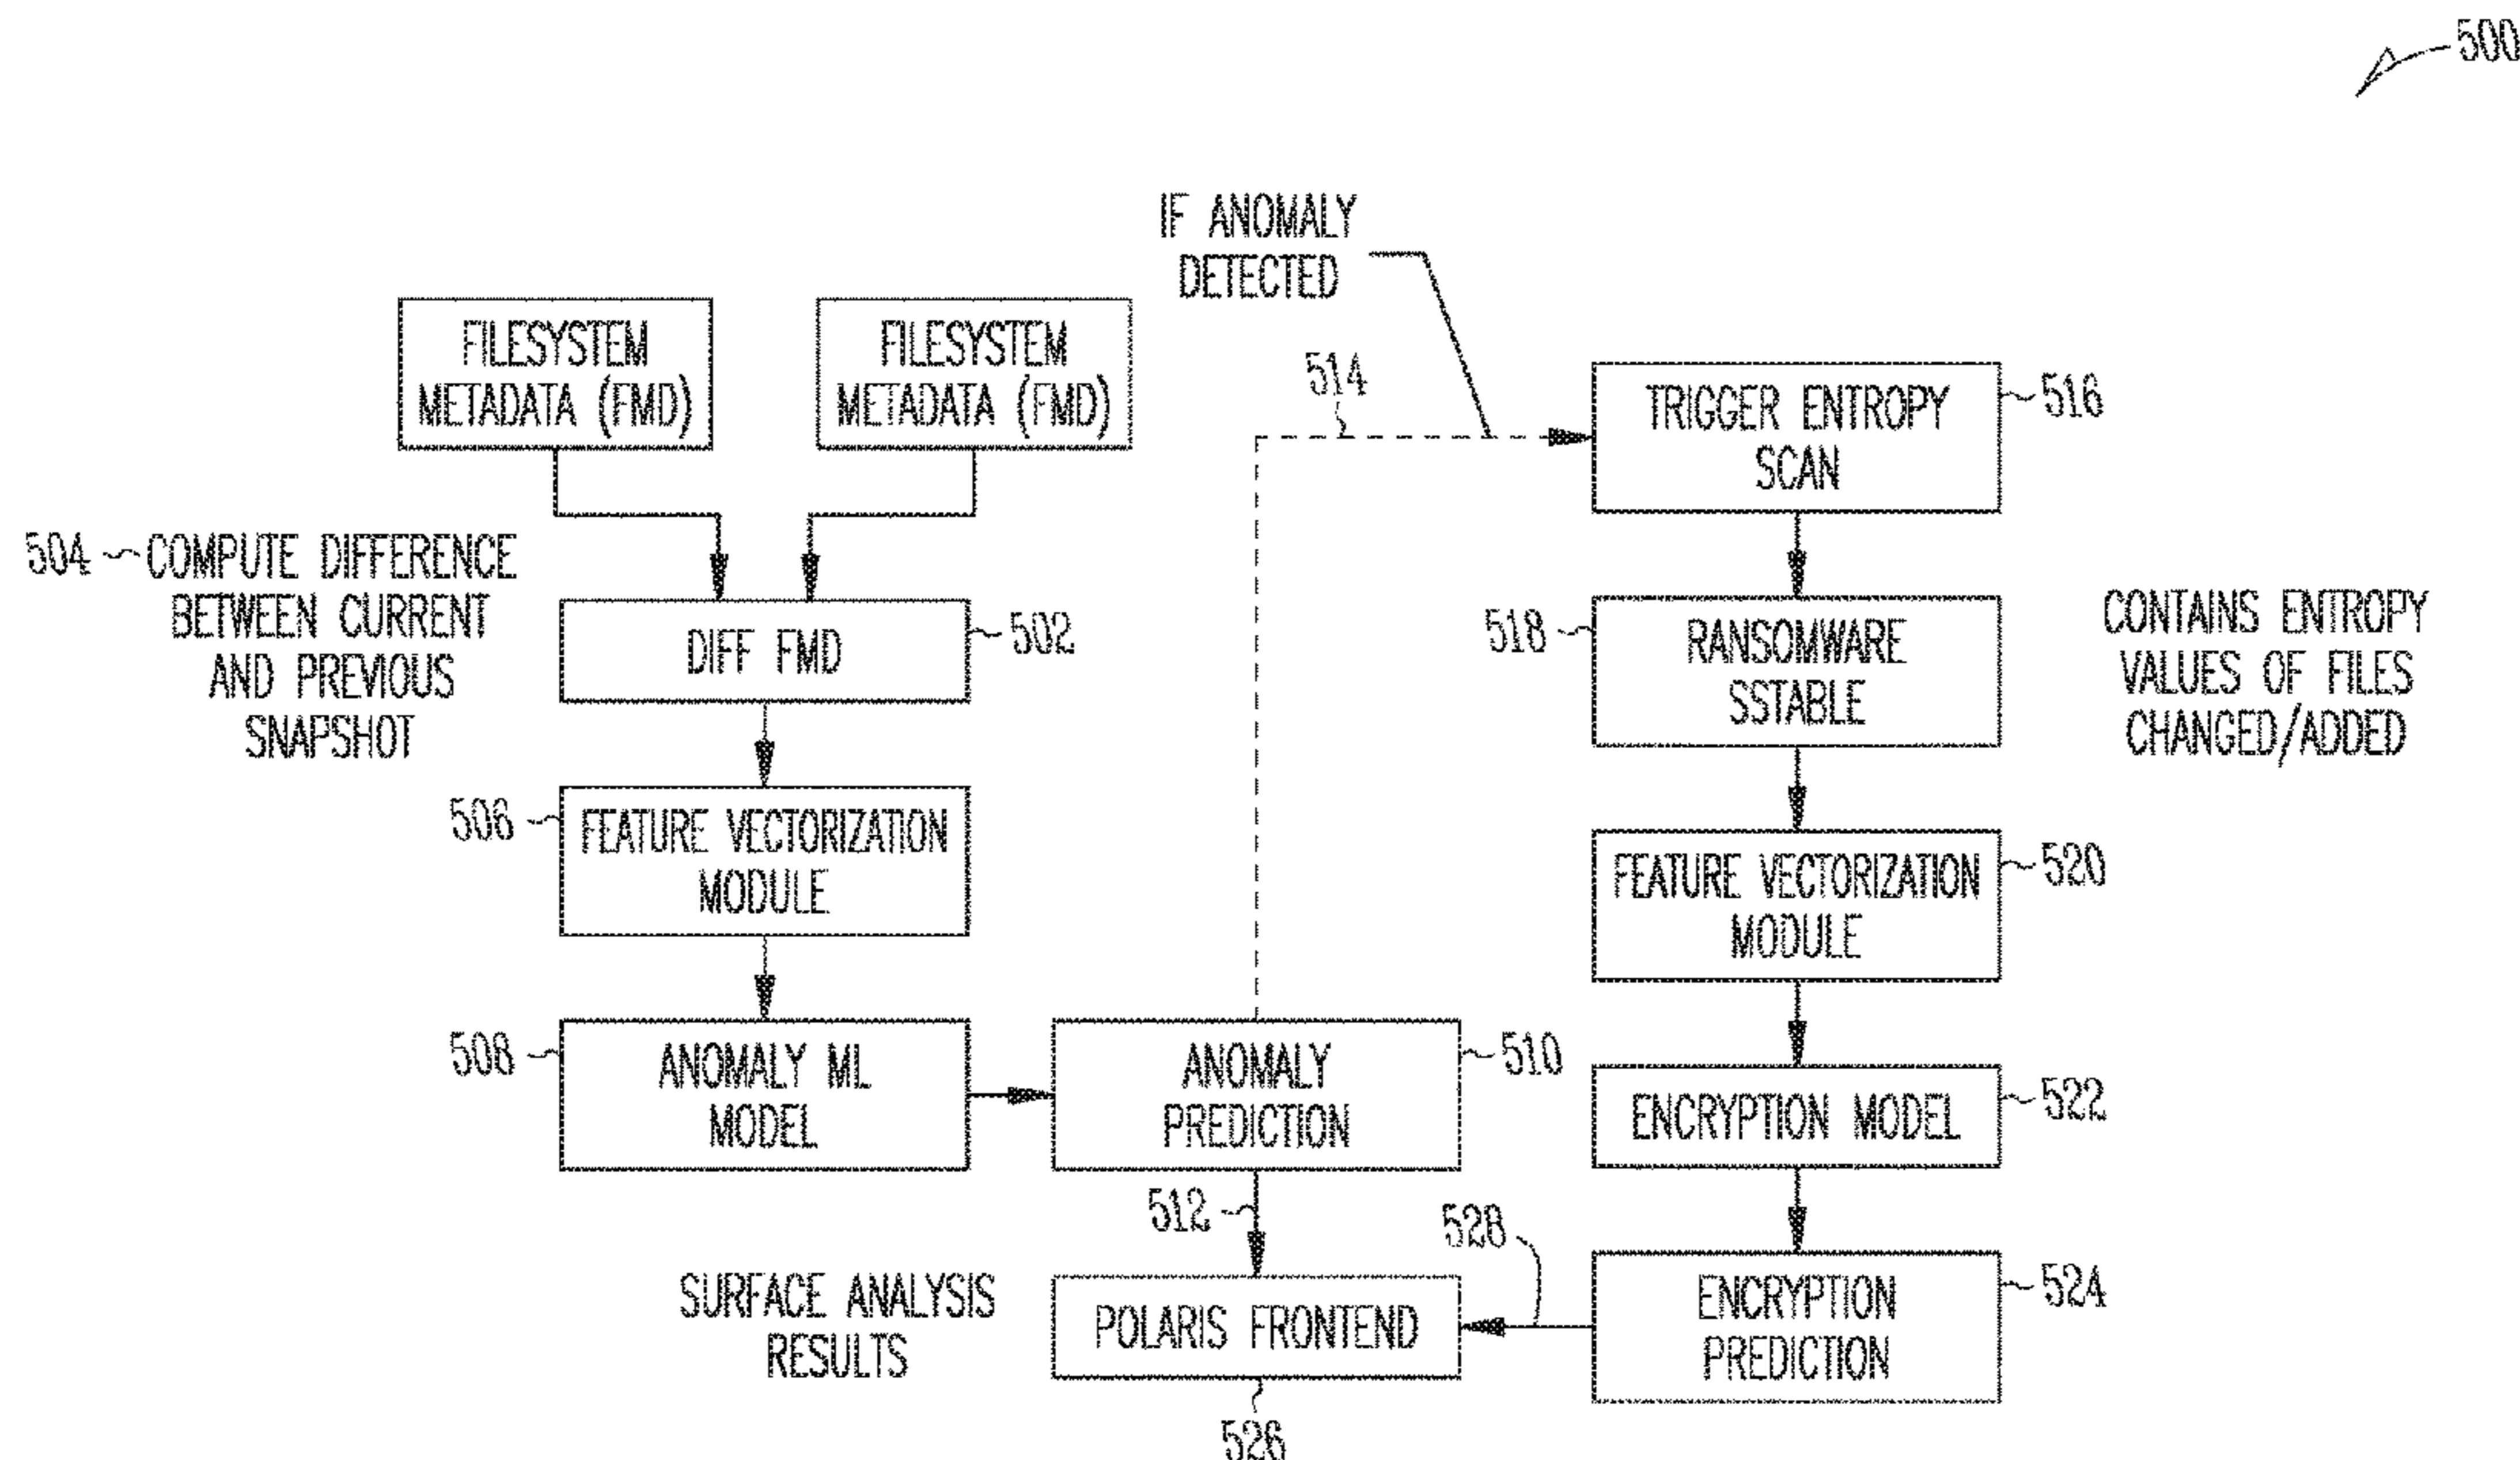 500
IF ANOMALY
DETECTED
FILESYSTEM
METADATA (FMD)
FILESYSTEM
METADATA (FMD)
514
TRIGGER ENTROPY
SCAN
516
504
COMPUTE DIFFERENCE
BETWEEN CURRENT
AND PREVIOUS
SNAPSHOT
DIFF FMD
502
518
RANSOMWARE
SSTABLE
CONTAINS ENTROPY
VALUES OF FILES
CHANGED/ADDED
506
FEATURE VECTORIZATION
MODULE
FEATURE VECTORIZATION
MODULE
520
508
ANOMALY ML
MODEL
ANOMALY
PREDICTION
510
ENCRYPTION MODEL
522
512
528
SURFACE ANALYSIS
RESULTS
POLARIS FRONTEND
526
ENCRYPTION
PREDICTION
524